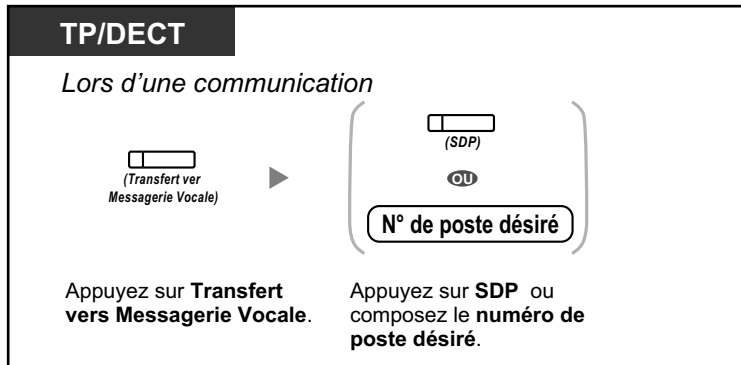 TP/DECT
Lors d'une communication
(Transfert ver
Messagerie Vocale)
(SDP)
OU
N° de poste désiré
Appuyez sur Transfert
vers Messagerie Vocale.
Appuyez sur SDP ou
composez le numéro de
poste désiré.